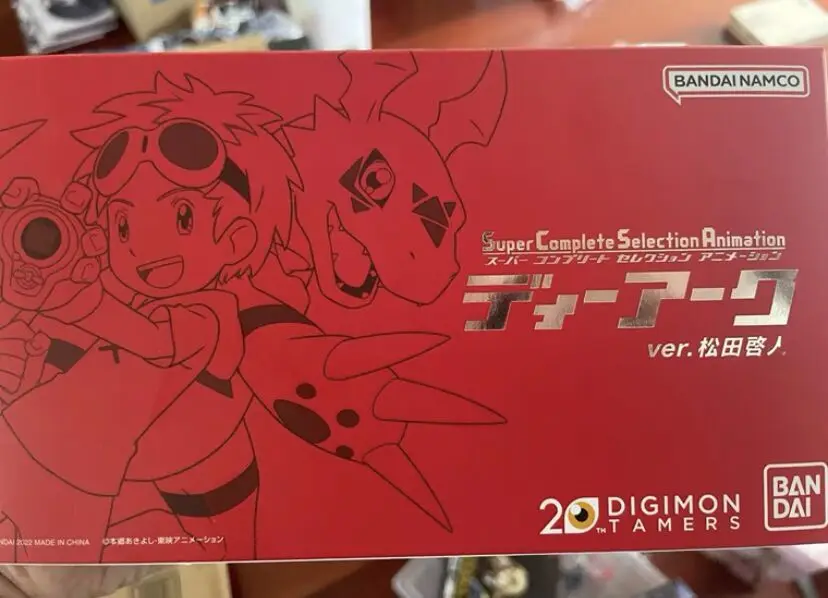 BANDAI NAMCO
Super Complete Selection Animation
スーパー コンプリート セレクション アニメーション
ディーアーク
ver.松田啓人
20TH DIGIMON
TAMERS
BAN
DAI
2022 MADE IN CHINA ©本郷あきよし・東映アニメーション